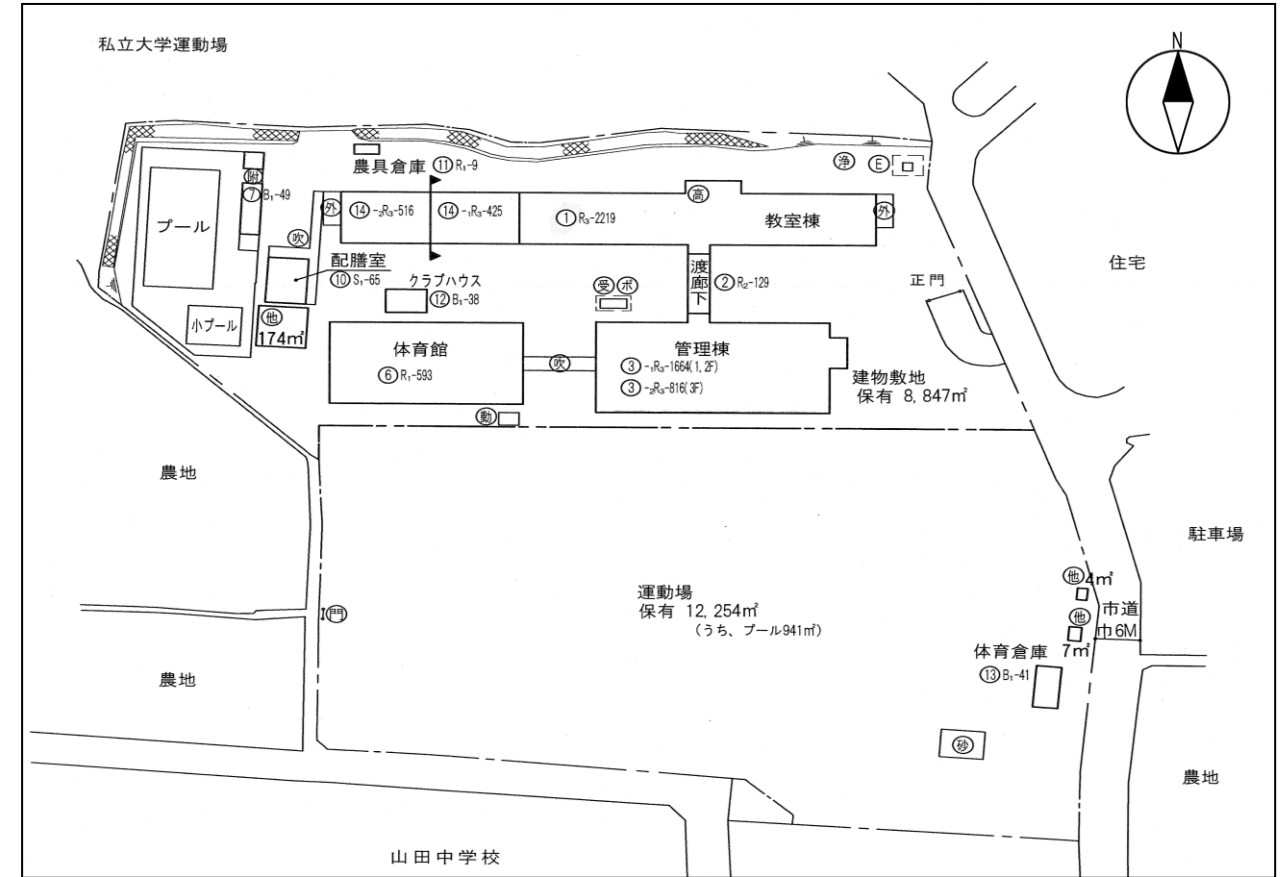 私立大学運動場
N
農具倉庫 ⑪R₁-9
浄 E
附
⑦B₁-49
プール
外
⑭-₂R₃-516
⑭-₁R₃-425
①R₃-2219
高
教室棟
外
吹
配膳室
⑩S₁-65
クラブハウス
⑫B₁-38
受 ポ
渡廊下
②R₂-129
正門
住宅
小プール
他
174㎡
体育館
⑥R₁-593
吹
管理棟
③-₁R₃-1664(1,2F)
③-₂R₃-816(3F)
建物敷地
保有 8,847㎡
動
農地
駐車場
運動場
保有 12,254㎡
(うち、プール941㎡)
門
他 4㎡
他
7㎡
市道
巾6M
体育倉庫
⑬B₁-41
農地
砂
農地
山田中学校